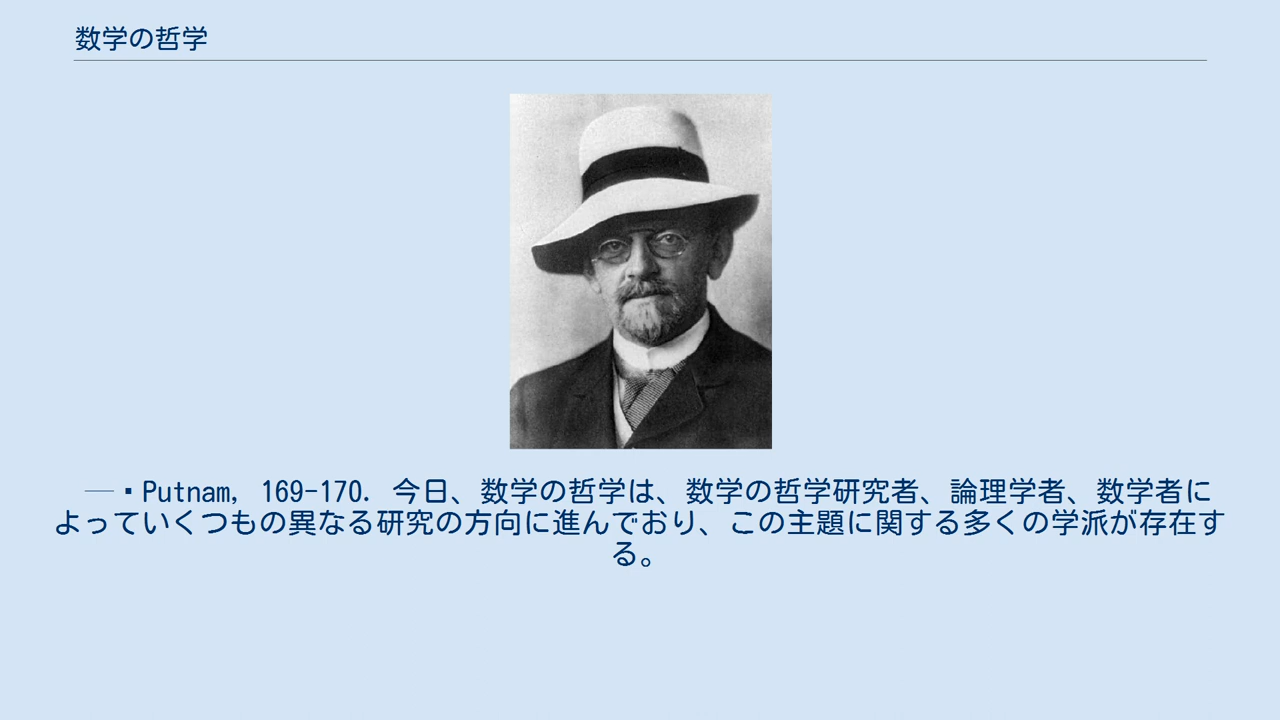 数学の哲学
—▪Putnam, 169-170. 今日、数学の哲学は、数学の哲学研究者、論理学者、数学者に
よっていくつもの異なる研究の方向に進んでおり、この主題に関する多くの学派が存在す
る。